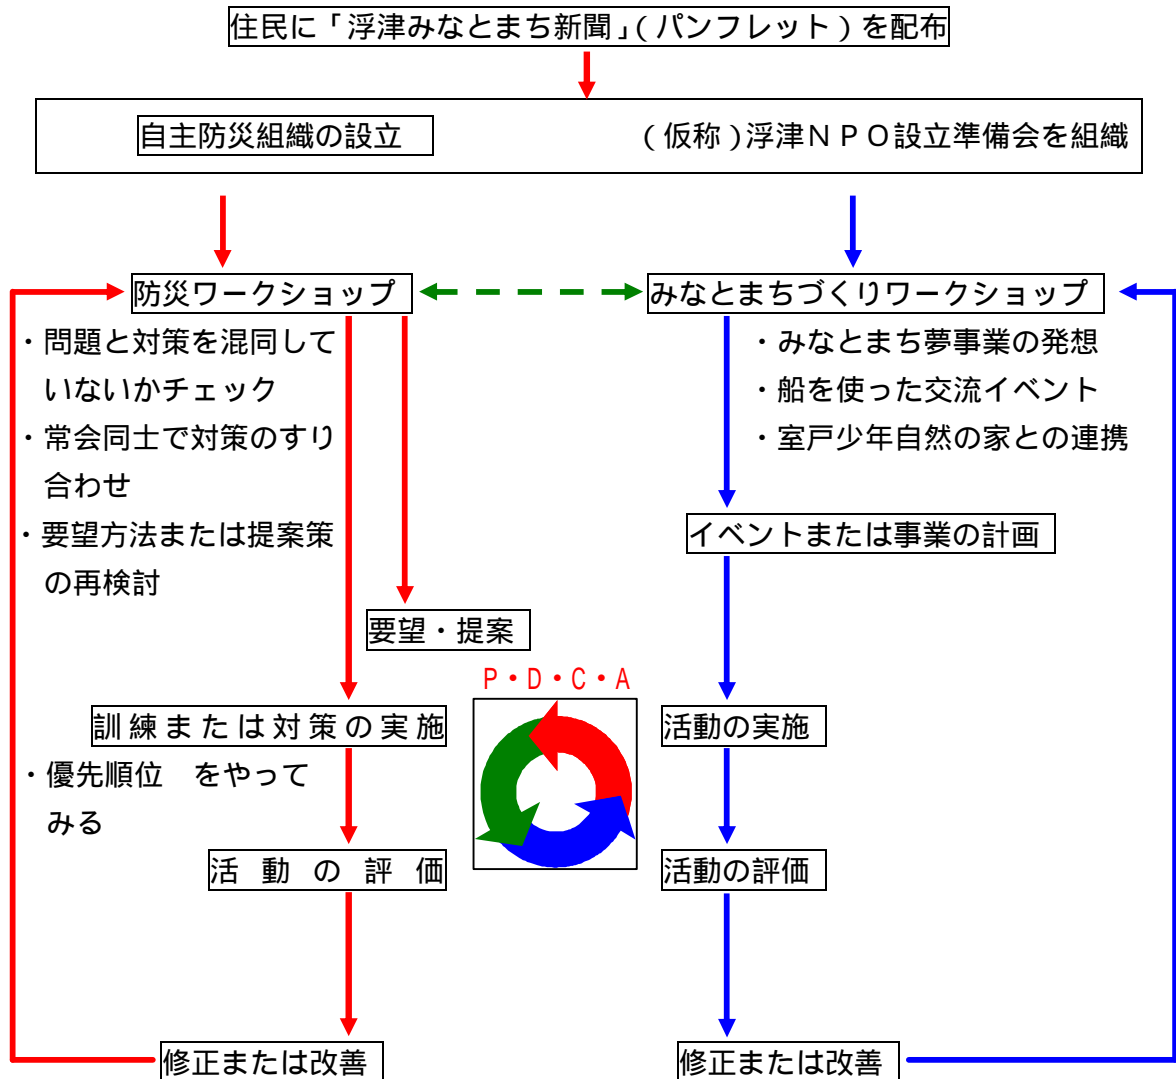 住民に「浮津みなとまち新聞」(パンフレット)を配布
自主防災組織の設立
(仮称)浮津NPO設立準備会を組織
防災ワークショップ
みなとまちづくりワークショップ
・問題と対策を混同して
いないかチェック
・常会同士で対策のすり
合わせ
・要望方法または提案策
の再検討
・みなとまち夢事業の発想
・船を使った交流イベント
・室戸少年自然の家との連携
イベントまたは事業の計画
要望・提案
P・D・C・A
訓練または対策の実施
・優先順位 をやって
みる
活動の実施
活動の評価
活動の評価
修正または改善
修正または改善